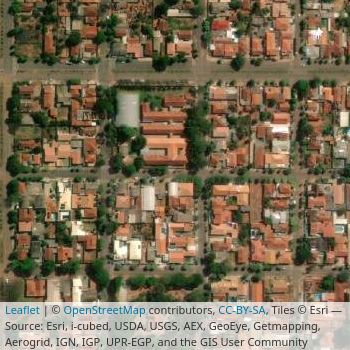 Leaflet | © OpenStreetMap contributors, CC-BY-SA, Tiles © Esri —
Source: Esri, i-cubed, USDA, USGS, AEX, GeoEye, Getmapping,
Aerogrid, IGN, IGP, UPR-EGP, and the GIS User Community